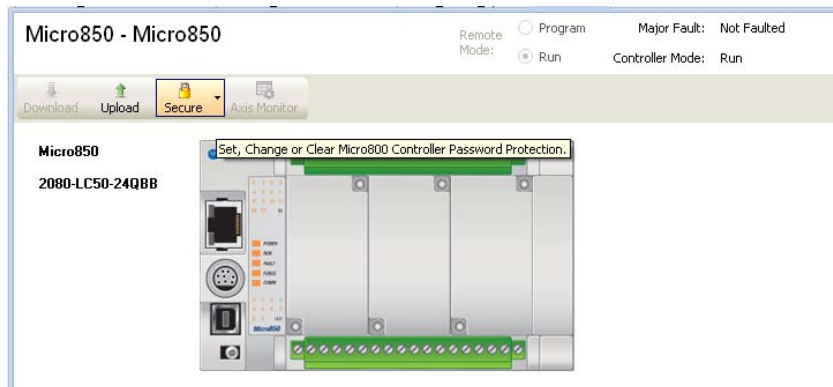 Micro850 - Micro850
Remote Mode:
Program
Run
Major Fault: Not Faulted
Controller Mode: Run
Download Upload Secure Axis Monitor
Set, Change or Clear Micro800 Controller Password Protection.
Micro850
2080-LC50-24QBB
POWER
RUN
FAULT
FORCE
COMM
Micro850